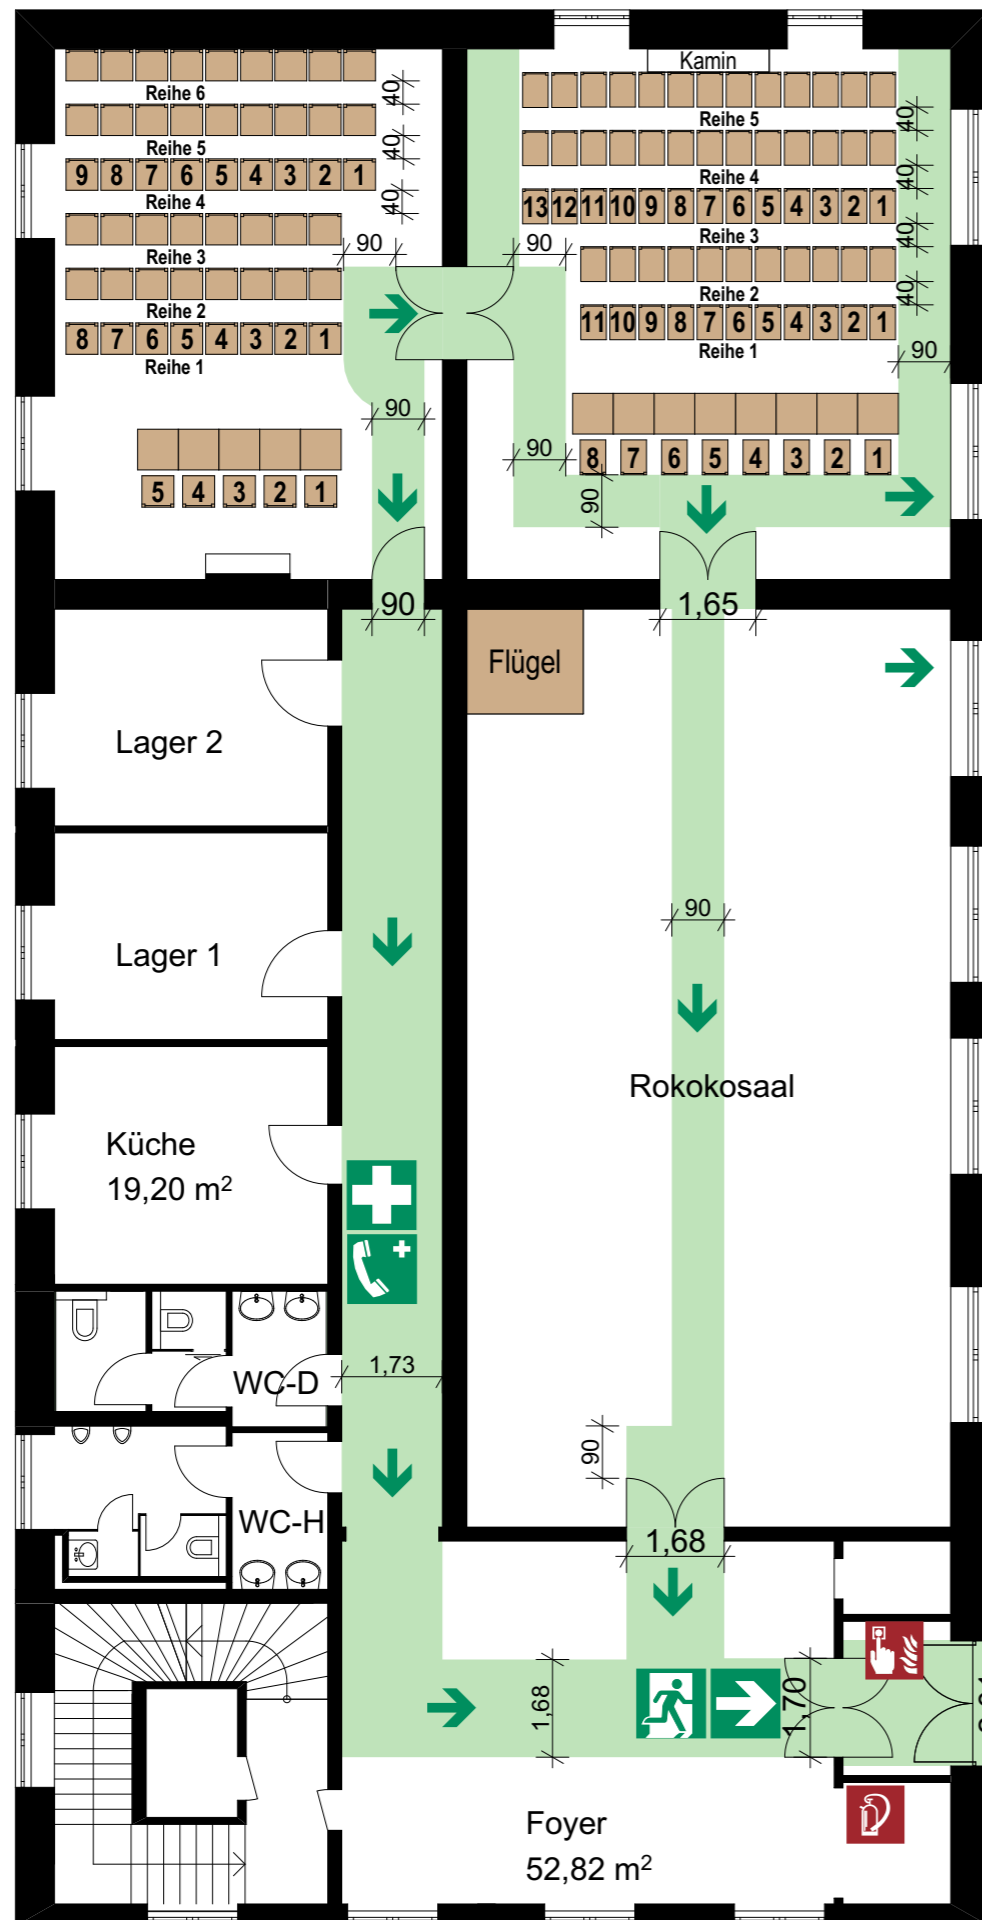 Kamin
Reihe 6
40
Reihe 5
40
9 8 7 6 5 4 3 2 1
Reihe 4
40
Reihe 3
90
Reihe 2
8 7 6 5 4 3 2 1
Reihe 1
90
5 4 3 2 1
90
Reihe 5
40
Reihe 4
40
13 12 11 10 9 8 7 6 5 4 3 2 1
Reihe 3
40
90
Reihe 2
40
11 10 9 8 7 6 5 4 3 2 1
Reihe 1
90
90
8 7 6 5 4 3 2 1
90
1,65
Flügel
Lager 2
Lager 1
90
Rokokosaal
Küche
19,20 m²
WC-D
1,73
90
WC-H
1,68
1,68
1,70
Foyer
52,82 m²